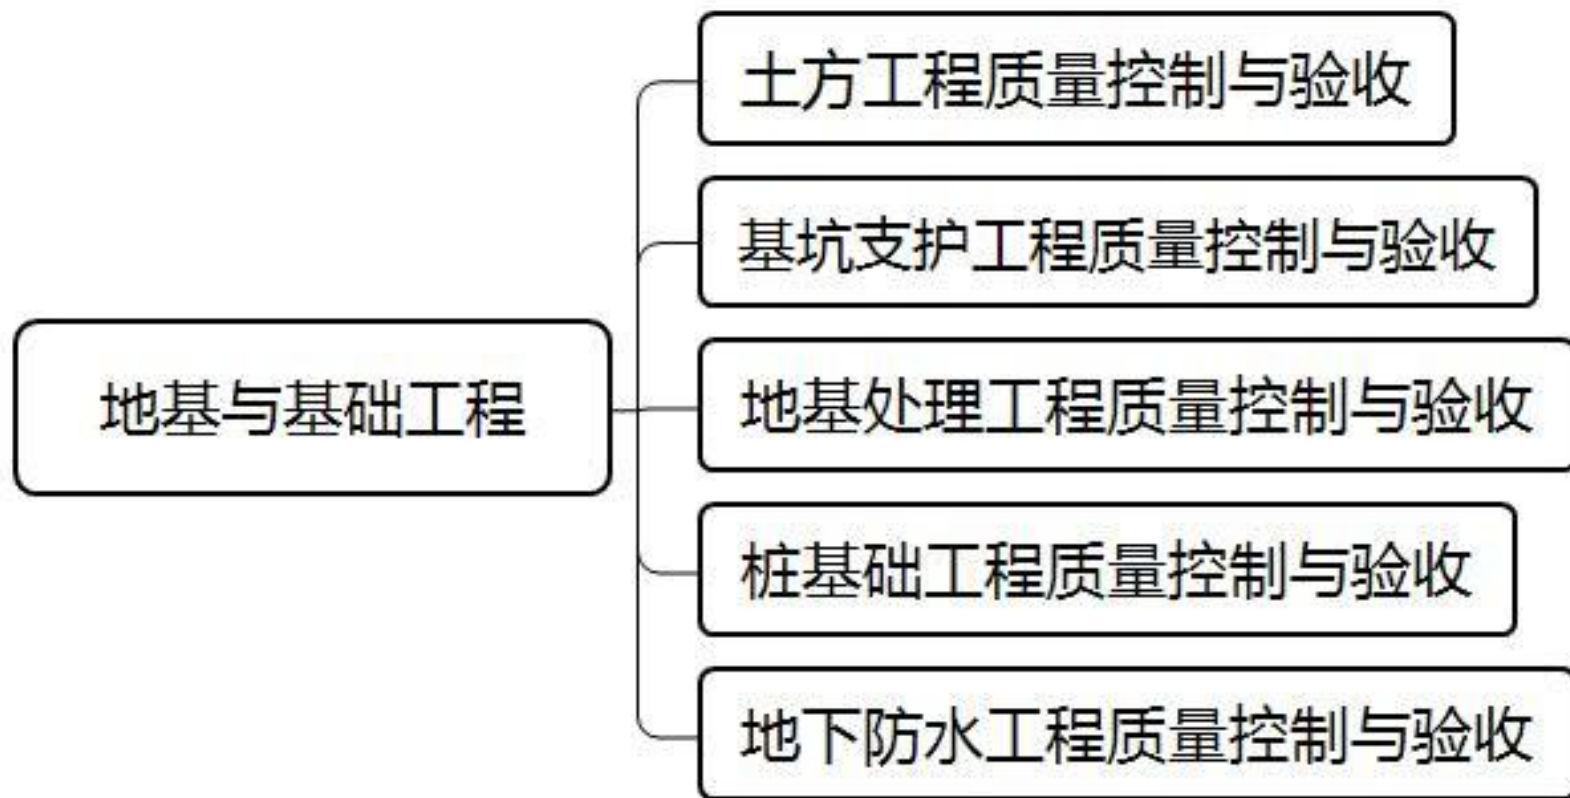 土方工程质量控制与验收
基坑支护工程质量控制与验收
地基与基础工程
地基处理工程质量控制与验收
桩基础工程质量控制与验收
地下防水工程质量控制与验收